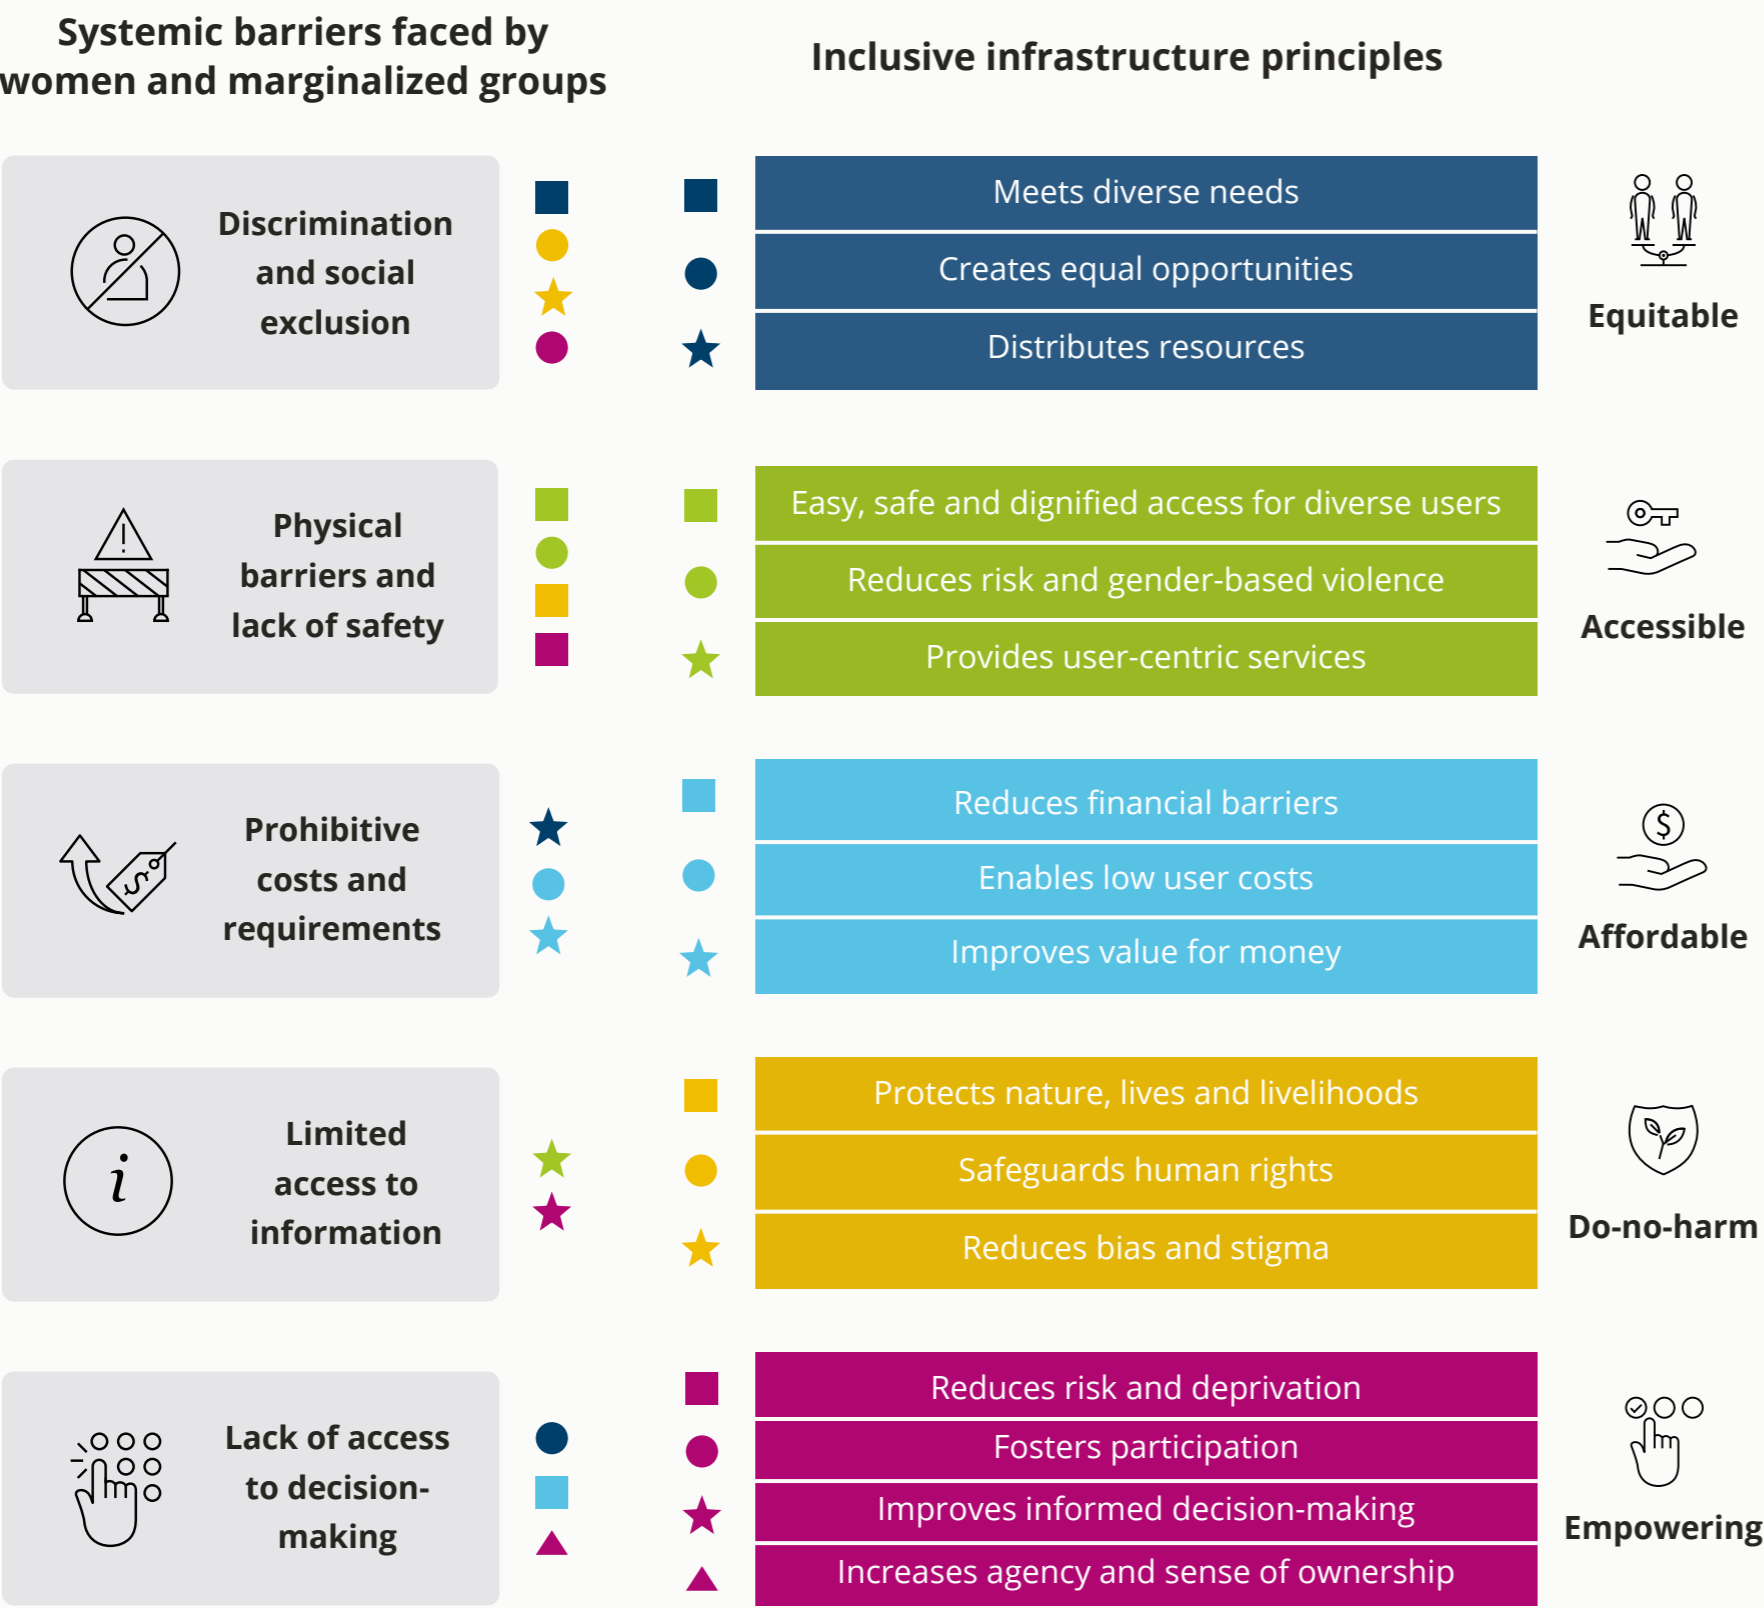 Systemic barriers faced by
women and marginalized groups
Inclusive infrastructure principles
Discrimination
and social
exclusion
Meets diverse needs
Creates equal opportunities
Distributes resources
Equitable
Physical
barriers and
lack of safety
Easy, safe and dignified access for diverse users
Reduces risk and gender-based violence
Provides user-centric services
Accessible
Prohibitive
costs and
requirements
$
Reduces financial barriers
Enables low user costs
Improves value for money
$
Affordable
Limited
access to
information
i
Protects nature, lives and livelihoods
Safeguards human rights
Reduces bias and stigma
Do-no-harm
Lack of access
to decision-
making
Reduces risk and deprivation
Fosters participation
Improves informed decision-making
Increases agency and sense of ownership
Empowering